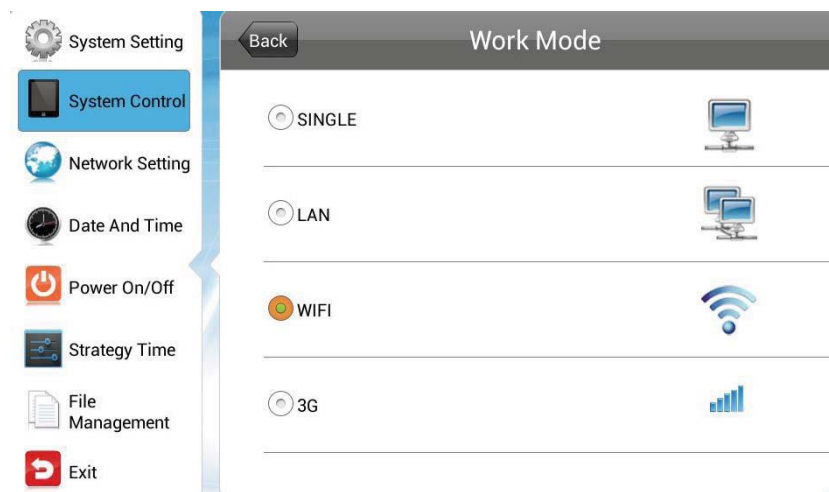 System Setting
System Control
Network Setting
Date And Time
Power On/Off
Strategy Time
File
Management
Exit
Back
Work Mode
SINGLE
LAN
WIFI
3G